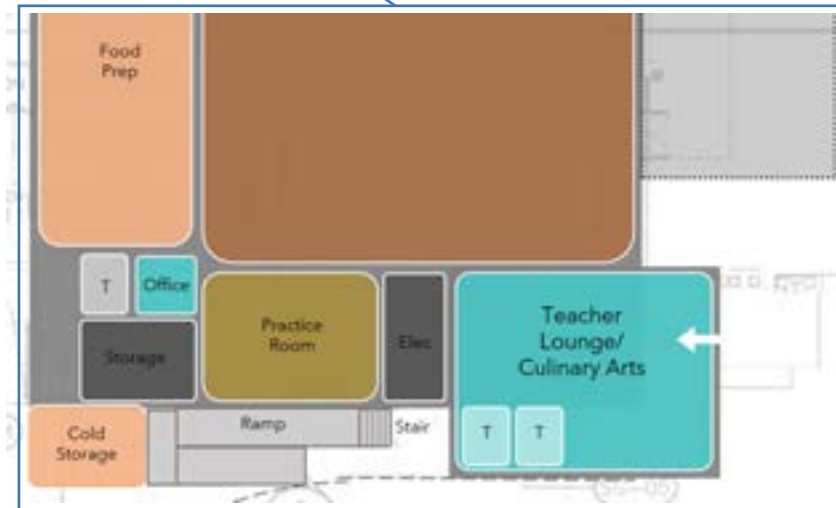 Food
Prep
T
Office
Storage
Practice
Room
Elec
Teacher
Lounge/
Culinary Arts
T
T
Cold
Storage
Ramp
Stair